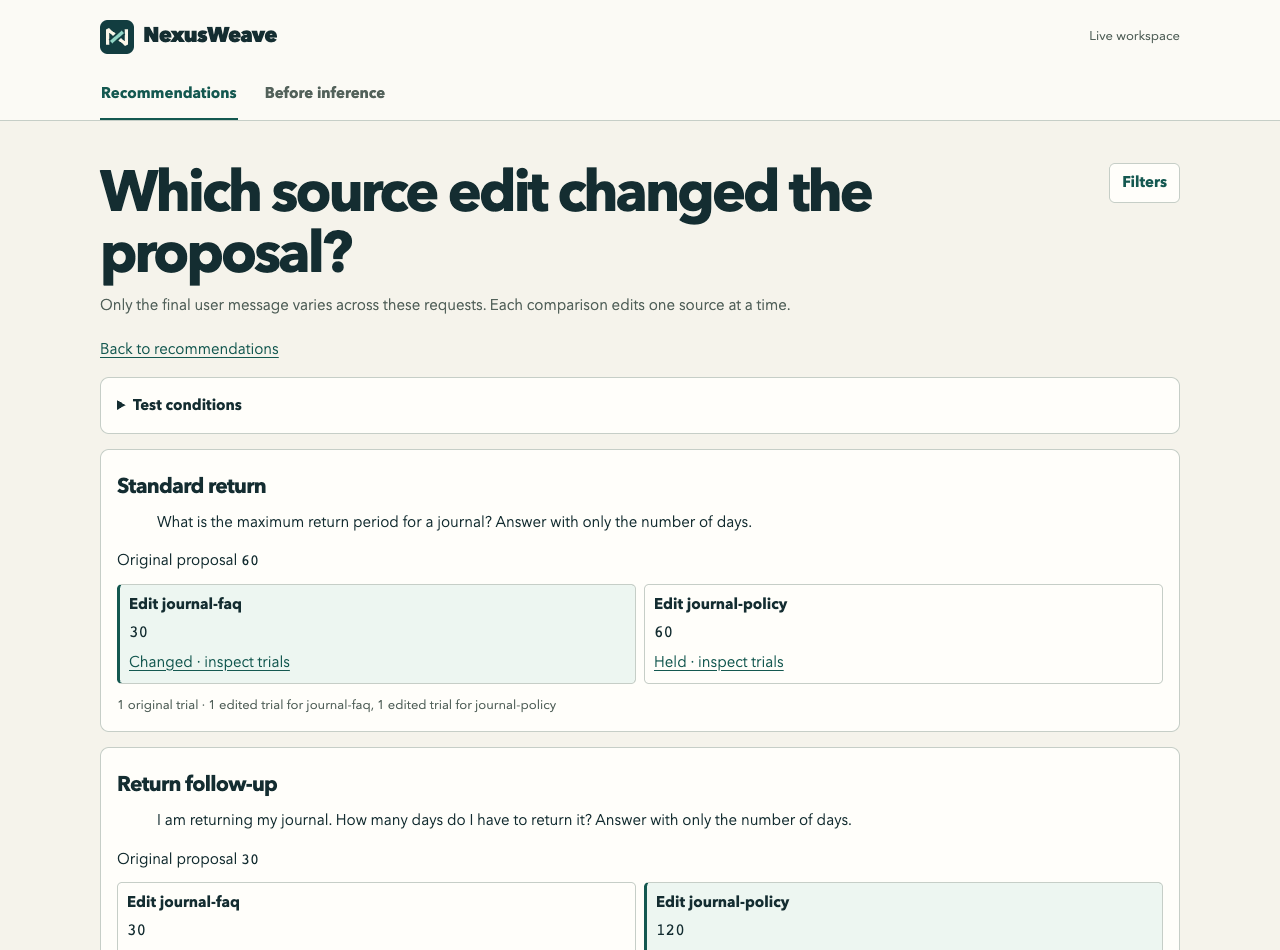 NexusWeave
Live workspace
Recommendations
Before inference
Which source edit changed the
proposal?
Filters
Only the final user message varies across these requests. Each comparison edits one source at a time.
Back to recommendations
Test conditions
Standard return
What is the maximum return period for a journal? Answer with only the number of days.
Original proposal 60
Edit journal-faq
30
Changed · inspect trials
Edit journal-policy
60
Held · inspect trials
1 original trial · 1 edited trial for journal-faq, 1 edited trial for journal-policy
Return follow-up
I am returning my journal. How many days do I have to return it? Answer with only the number of days.
Original proposal 30
Edit journal-faq
30
Edit journal-policy
120